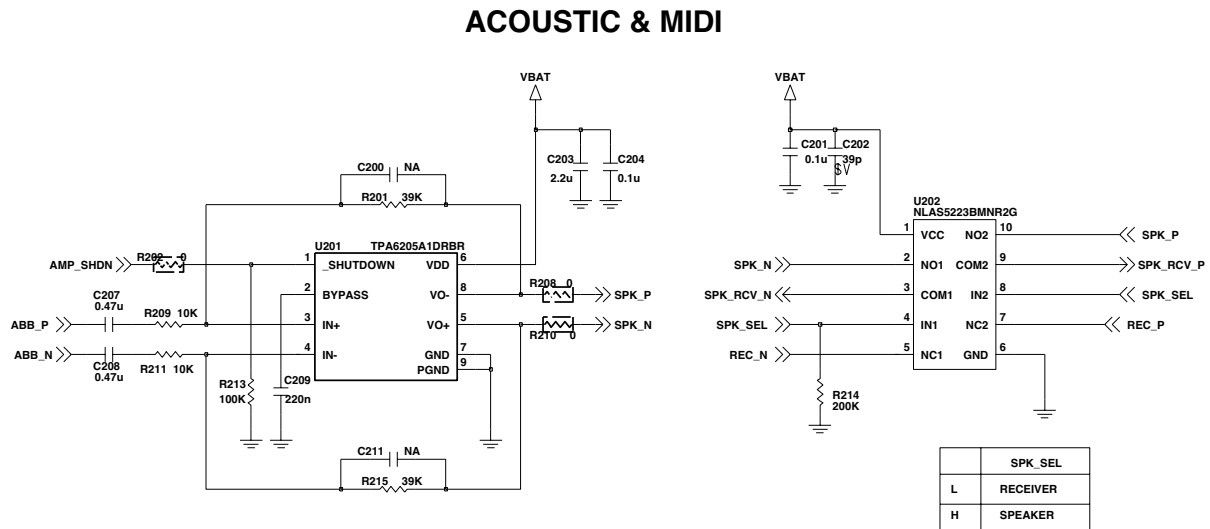 ACOUSTIC & MIDI
VBAT
VBAT
C203
2.2u
C204
0.1u
C201
0.1u
C202
39p
$V
C200 NA
R201 39K
U201 TPA6205A1DRBR
AMP_SHDN
R202 0
1 _SHUTDOWN VDD 6
2 BYPASS VO- 8
3 IN+ VO+ 5
4 IN- GND 7
PGND 9
R208 0
SPK_P
R210 0
SPK_N
ABB_P
C207
0.47u
R209 10K
ABB_N
C208
0.47u
R211 10K
R213
100K
C209
220n
C211 NA
R215 39K
U202
NLAS5223BMNR2G
1 VCC NO2 10 SPK_P
SPK_N 2 NO1 COM2 9 SPK_RCV_P
SPK_RCV_N 3 COM1 IN2 8 SPK_SEL
SPK_SEL 4 IN1 NC2 7 REC_P
REC_N 5 NC1 GND 6
R214
200K
SPK_SEL
L RECEIVER
H SPEAKER